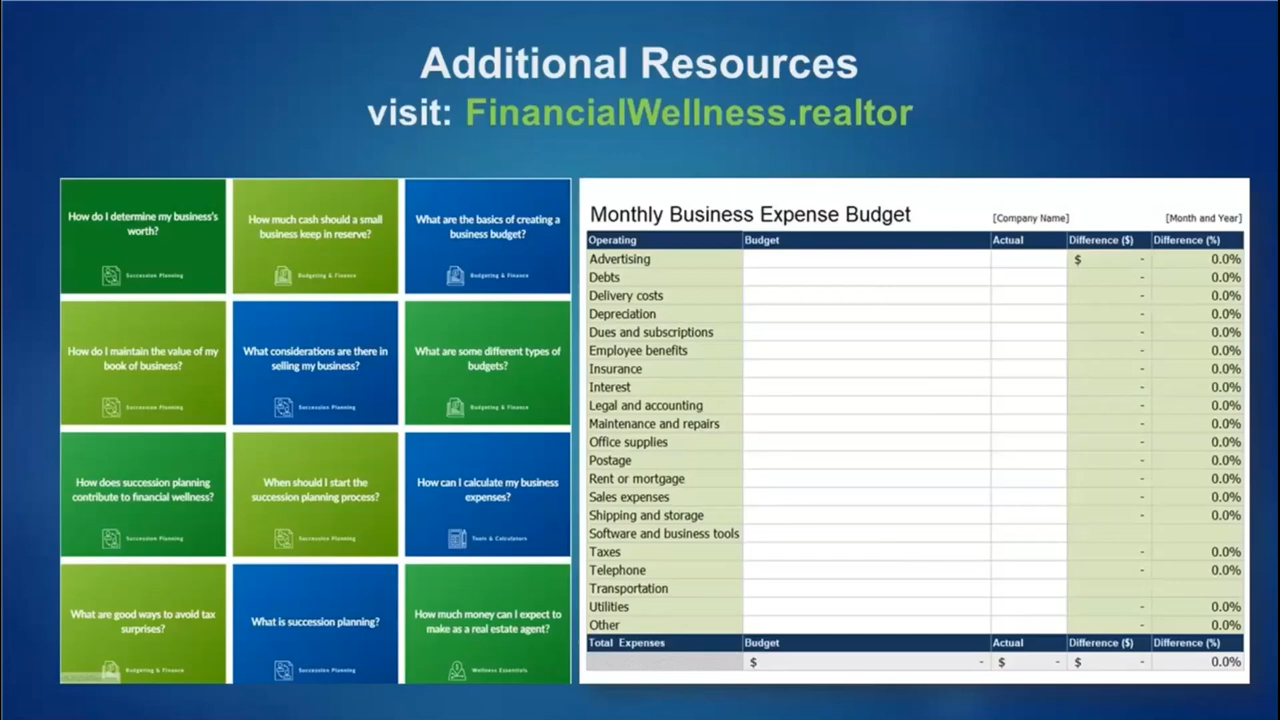 Additional Resources
visit: FinancialWellness.realtor
How do I determine my business's
worth?
Succession Planning
How much cash should a small
business keep in reserve?
Budgeting & Finance
What are the basics of creating a
business budget?
Budgeting & Finance
How do I maintain the value of my
book of business?
Succession Planning
What considerations are there in
selling my business?
Succession Planning
What are some different types of
budgets?
Budgeting & Finance
How does succession planning
contribute to financial wellness?
Succession Planning
When should I start the
succession planning process?
Succession Planning
How can I calculate my business
expenses?
Tools & Calculators
What are good ways to avoid tax
surprises?
Budgeting & Finance
What is succession planning?
Succession Planning
How much money can I expect to
make as a real estate agent?
Wellness Essentials
Monthly Business Expense Budget [Company Name] [Month and Year]
Operating Budget Actual Difference ($) Difference (%)
Advertising $ - 0.0%
Debts - 0.0%
Delivery costs - 0.0%
Depreciation - 0.0%
Dues and subscriptions - 0.0%
Employee benefits - 0.0%
Insurance - 0.0%
Interest - 0.0%
Legal and accounting - 0.0%
Maintenance and repairs - 0.0%
Office supplies - 0.0%
Postage - 0.0%
Rent or mortgage - 0.0%
Sales expenses - 0.0%
Shipping and storage - 0.0%
Software and business tools
Taxes - 0.0%
Telephone - 0.0%
Transportation
Utilities - 0.0%
Other - 0.0%
Total Expenses Budget Actual Difference ($) Difference (%)
$ - $ - $ - 0.0%